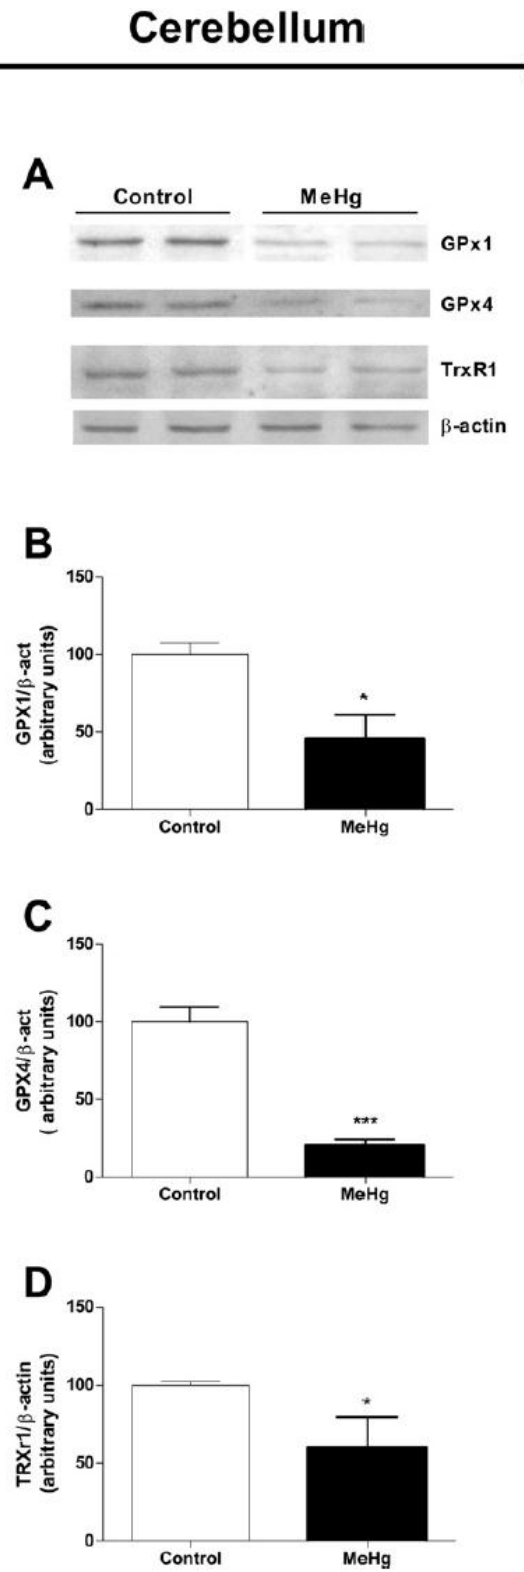 Cerebellum
A
Control MeHg
GPx1
GPx4
TrxR1
β-actin
B
GPX1/β-act
(arbitrary units)
150
100
50
0
*
Control MeHg
C
GPX4/β-act
( arbitrary units)
150
100
50
0
***
Control MeHg
D
TRXr1/β-actin
(arbitrary units)
150
100
50
0
*
Control MeHg